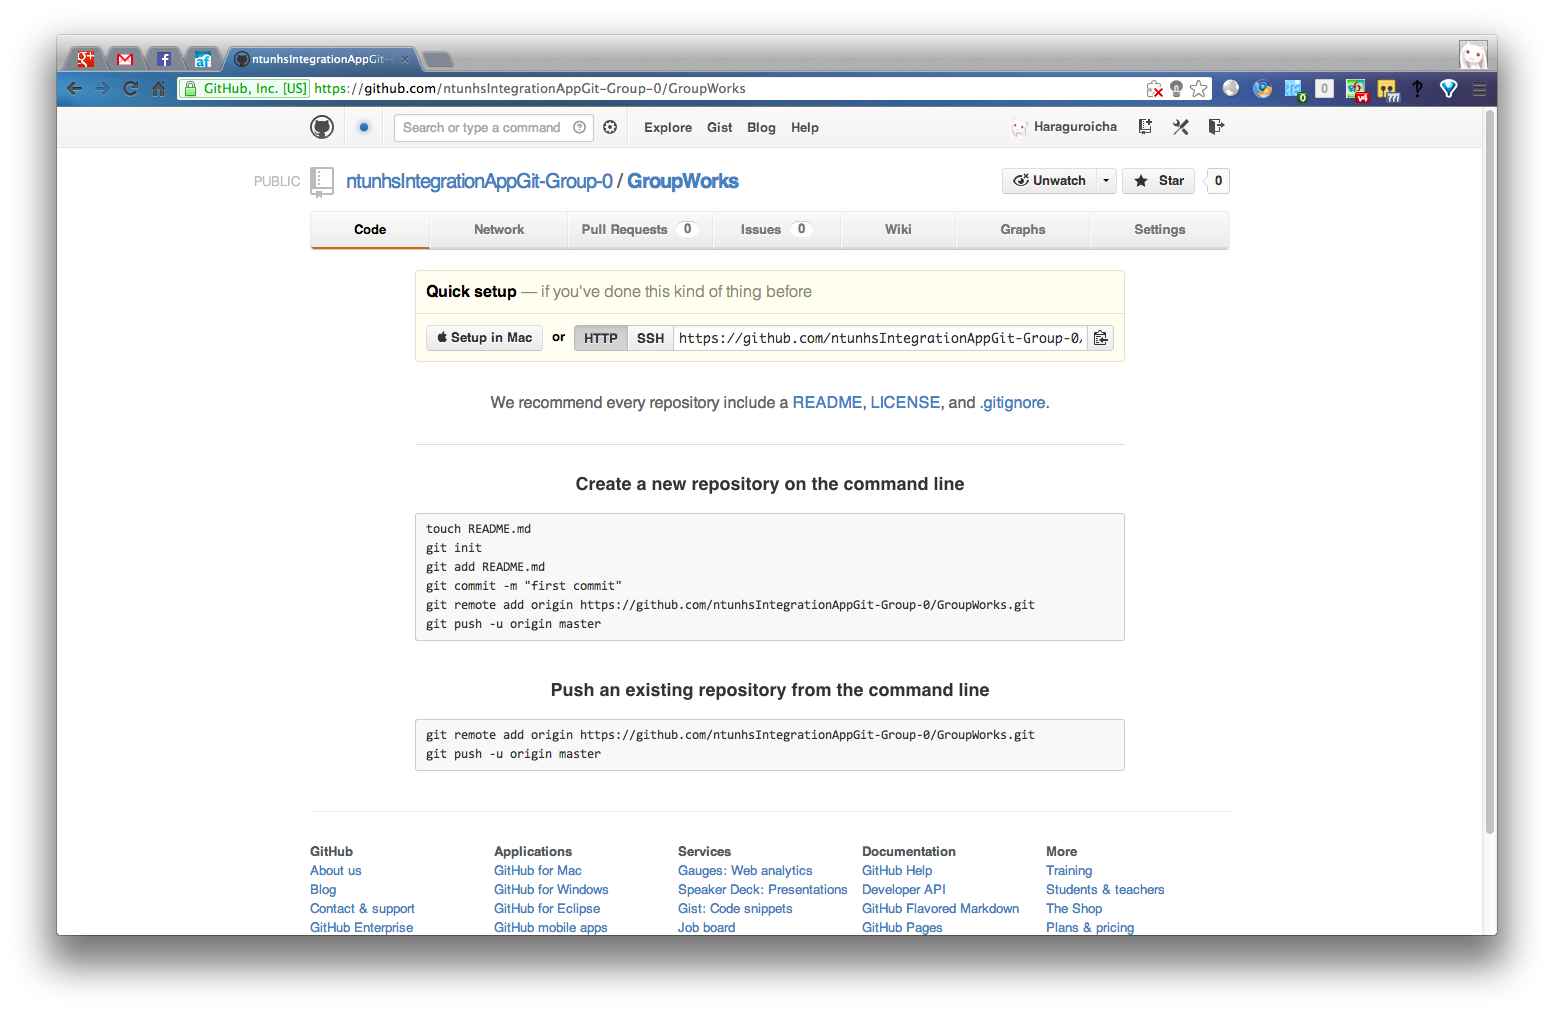 ntunhsIntegrationAppGit-
GitHub, Inc. [US] https://github.com/ntunhsIntegrationAppGit-Group-0/GroupWorks
Search or type a command
Explore Gist Blog Help
Haraguroicha
PUBLIC ntunhsIntegrationAppGit-Group-0 / GroupWorks
Unwatch Star 0
Code Network Pull Requests 0 Issues 0 Wiki Graphs Settings
Quick setup — if you've done this kind of thing before
Setup in Mac or HTTP SSH https://github.com/ntunhsIntegrationAppGit-Group-0/
We recommend every repository include a README, LICENSE, and .gitignore.
Create a new repository on the command line
touch README.md
git init
git add README.md
git commit -m "first commit"
git remote add origin https://github.com/ntunhsIntegrationAppGit-Group-0/GroupWorks.git
git push -u origin master
Push an existing repository from the command line
git remote add origin https://github.com/ntunhsIntegrationAppGit-Group-0/GroupWorks.git
git push -u origin master
GitHub
About us
Blog
Contact & support
GitHub Enterprise
Applications
GitHub for Mac
GitHub for Windows
GitHub for Eclipse
GitHub mobile apps
Services
Gauges: Web analytics
Speaker Deck: Presentations
Gist: Code snippets
Job board
Documentation
GitHub Help
Developer API
GitHub Flavored Markdown
GitHub Pages
More
Training
Students & teachers
The Shop
Plans & pricing